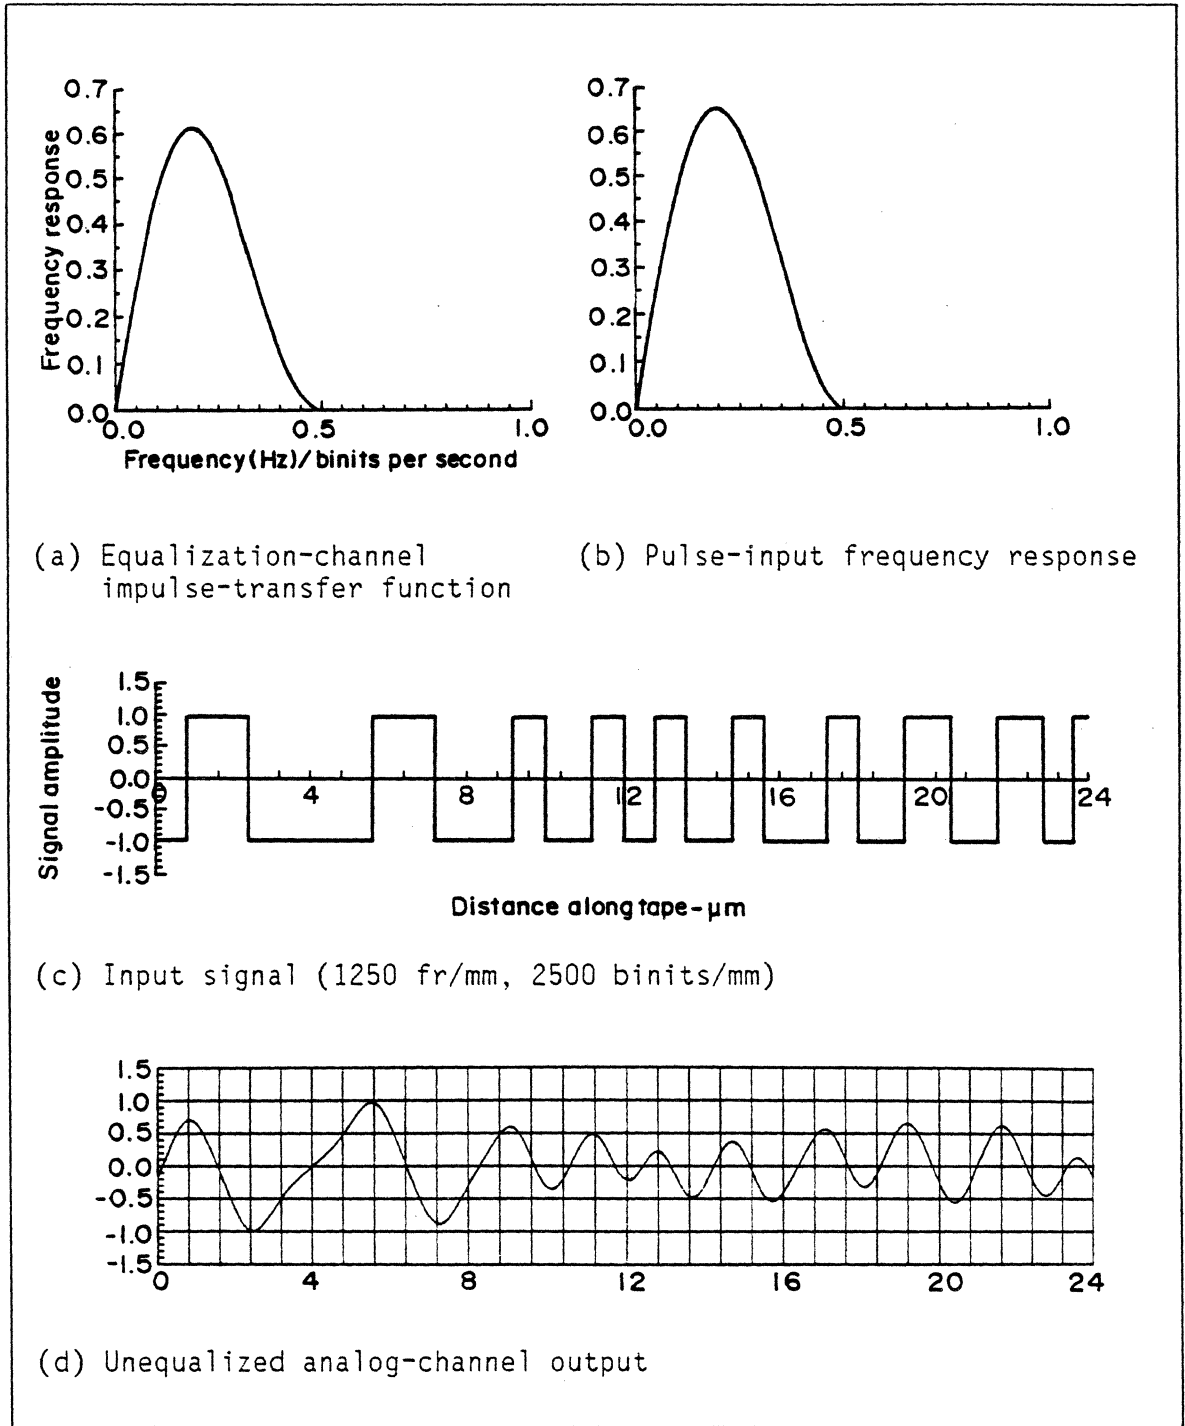 0.7
0.6
0.5
0.4
0.3
0.2
0.1
0.0
Frequency response
0.0 0.5 1.0
Frequency(Hz)/binits per second
0.7
0.6
0.5
0.4
0.3
0.2
0.1
0.0
0.0 0.5 1.0
(a) Equalization-channel
impulse-transfer function
(b) Pulse-input frequency response
Signal amplitude
1.5
1.0
0.5
0.0
-0.5
-1.0
-1.5
0 4 8 12 16 20 24
Distance along tape-µm
(c) Input signal (1250 fr/mm, 2500 binits/mm)
1.5
1.0
0.5
0.0
-0.5
-1.0
-1.5
0 4 8 12 16 20 24
(d) Unequalized analog-channel output